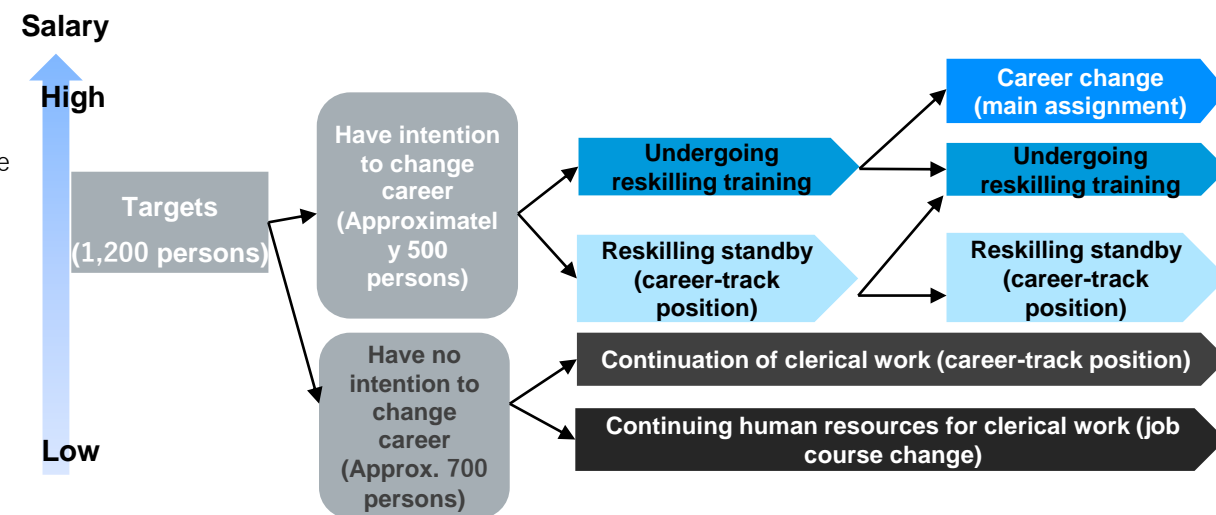 Salary
High
e
Low
Targets
(1,200 persons)
Have intention
to change
career
(Approximatel
y 500
persons)
Have no
intention to
change
career
(Approx. 700
persons)
Undergoing
reskilling training
Reskilling standby
(career-track
position)
Career change
(main assignment)
Undergoing
reskilling training
Reskilling standby
(career-track
position)
Continuation of clerical work (career-track position)
Continuing human resources for clerical work (job
course change)